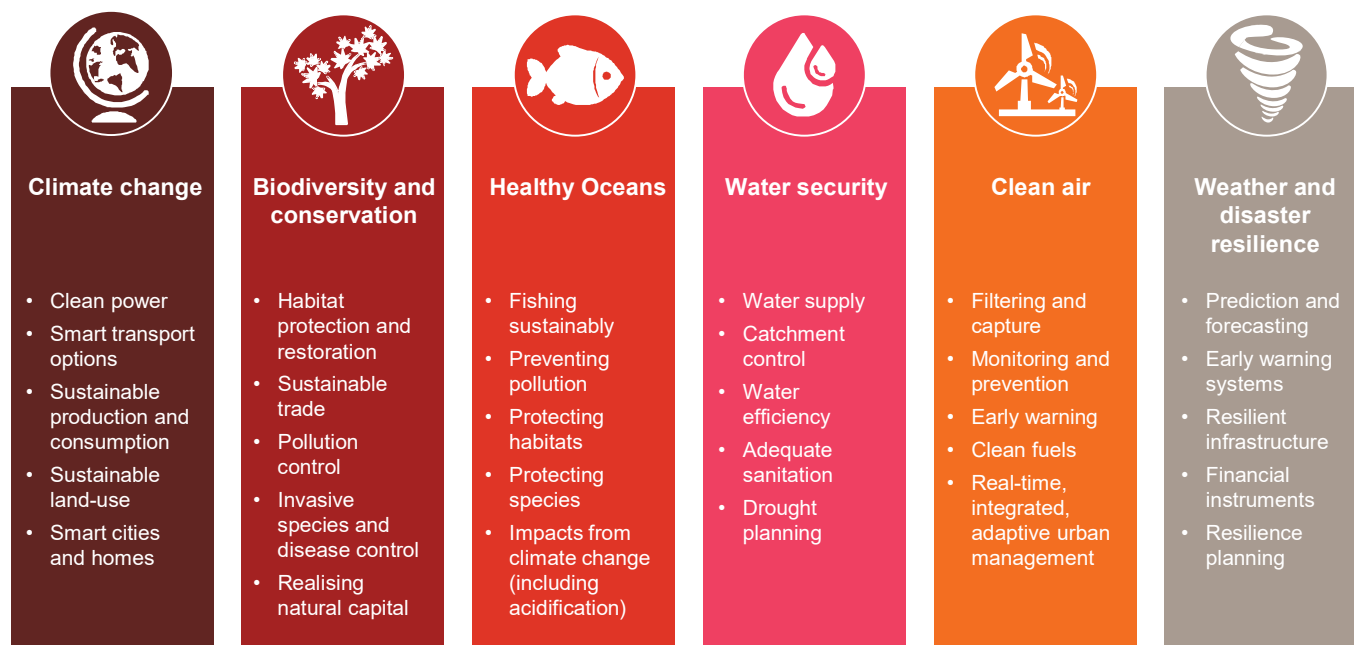 Climate change
• Clean power
• Smart transport
options
• Sustainable
production and
consumption
• Sustainable
land-use
• Smart cities
and homes
Biodiversity and
conservation
• Habitat
protection and
restoration
• Sustainable
trade
• Pollution
control
• Invasive
species and
disease control
• Realising
natural capital
Healthy Oceans
• Fishing
sustainably
• Preventing
pollution
• Protecting
habitats
• Protecting
species
• Impacts from
climate change
(including
acidification)
Water security
• Water supply
• Catchment
control
• Water
efficiency
• Adequate
sanitation
• Drought
planning
Clean air
• Filtering and
capture
• Monitoring and
prevention
• Early warning
• Clean fuels
• Real-time,
integrated,
adaptive urban
management
Weather and
disaster
resilience
• Prediction and
forecasting
• Early warning
systems
• Resilient
infrastructure
• Financial
instruments
• Resilience
planning